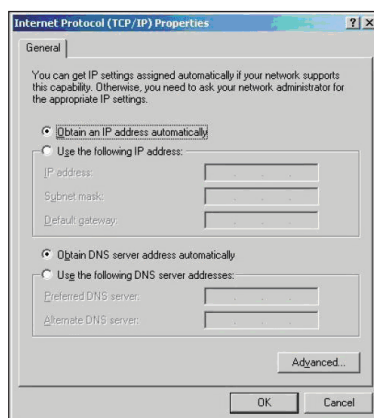 Internet Protocol (TCP/IP) Properties
General
You can get IP settings assigned automatically if your network supports
this capability. Otherwise, you need to ask your network administrator for
the appropriate IP settings.
Obtain an IP address automatically
Use the following IP address:
IP address:
Subnet mask:
Default gateway:
Obtain DNS server address automatically
Use the following DNS server addresses:
Preferred DNS server:
Alternate DNS server:
Advanced...
OK Cancel